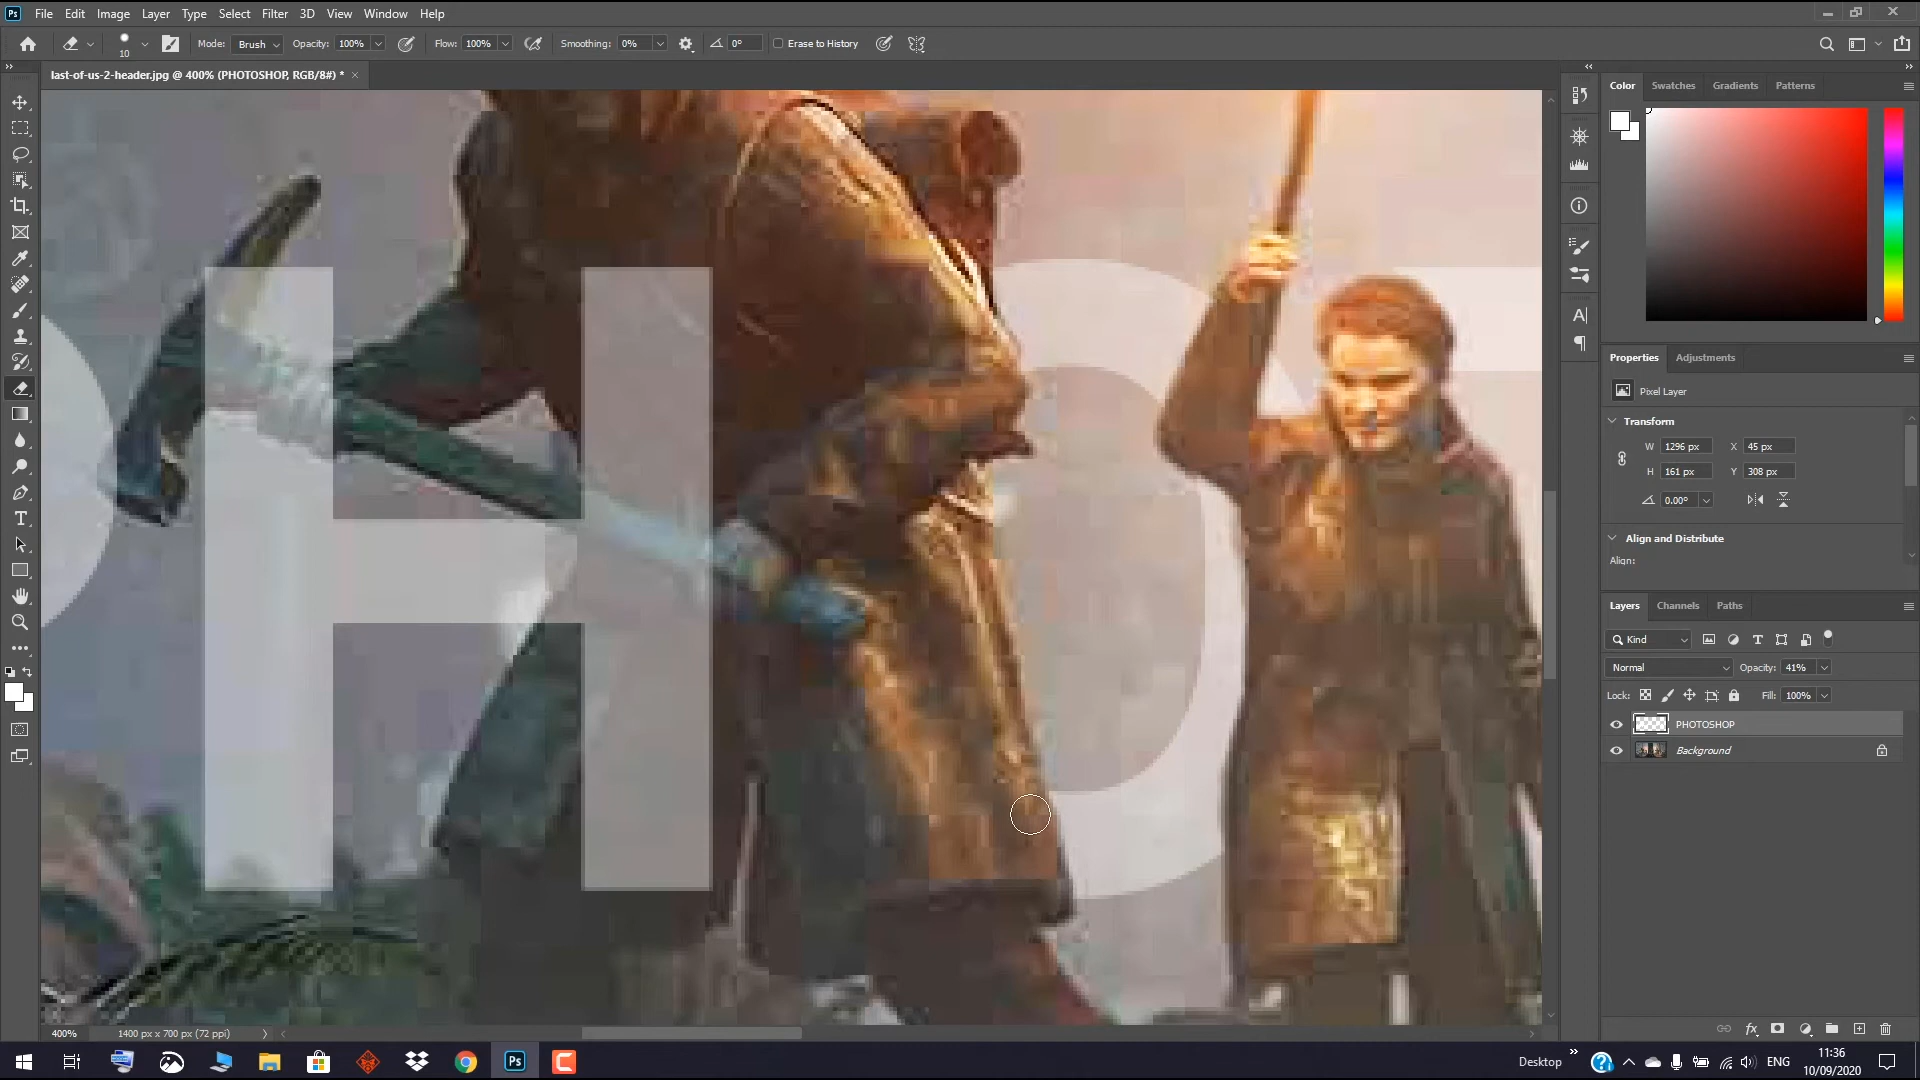 Ps File Edit Image Layer Type Select Filter 3D View Window Help
10 Mode: Brush Opacity: 100% Flow: 100% Smoothing: 0% 0° Erase to History
last-of-us-2-header.jpg @ 400% (PHOTOSHOP, RGB/8#) * ×
Color Swatches Gradients Patterns
Properties Adjustments
Pixel Layer
Transform
W 1296 px X 45 px
H 161 px Y 308 px
0.00°
Align and Distribute
Align:
Layers Channels Paths
Kind
Normal Opacity: 41%
Lock: Fill: 100%
PHOTOSHOP
Background
HO
400% 1400 px x 700 px (72 ppi)
Desktop ENG 11:36
10/09/2020